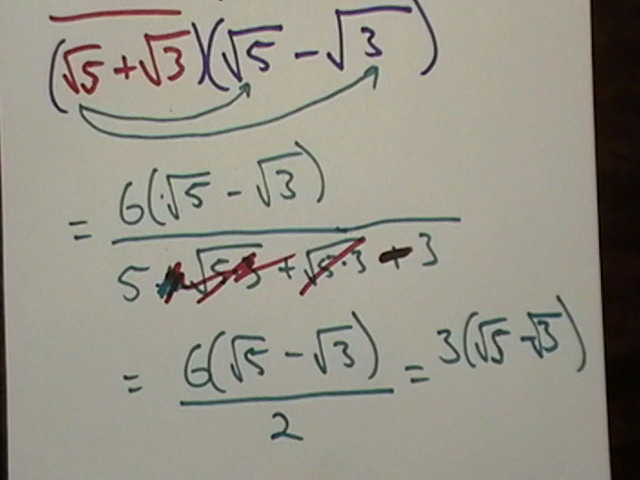 (√5 + √3)(√5 - √3)
= 6(√5 - √3)
5 - √5·3 + √5·3 - 3
= 6(√5 - √3) = 3(√5 - √3)
2